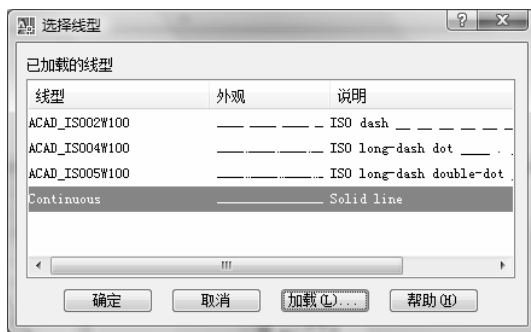 选择线型
已加载的线型
线型 外观 说明
ACAD_ISO02W100 ISO dash
ACAD_ISO04W100 ISO long-dash dot
ACAD_ISO05W100 ISO long-dash double-dot
Continuous Solid line
确定 取消 加载(L)... 帮助(H)